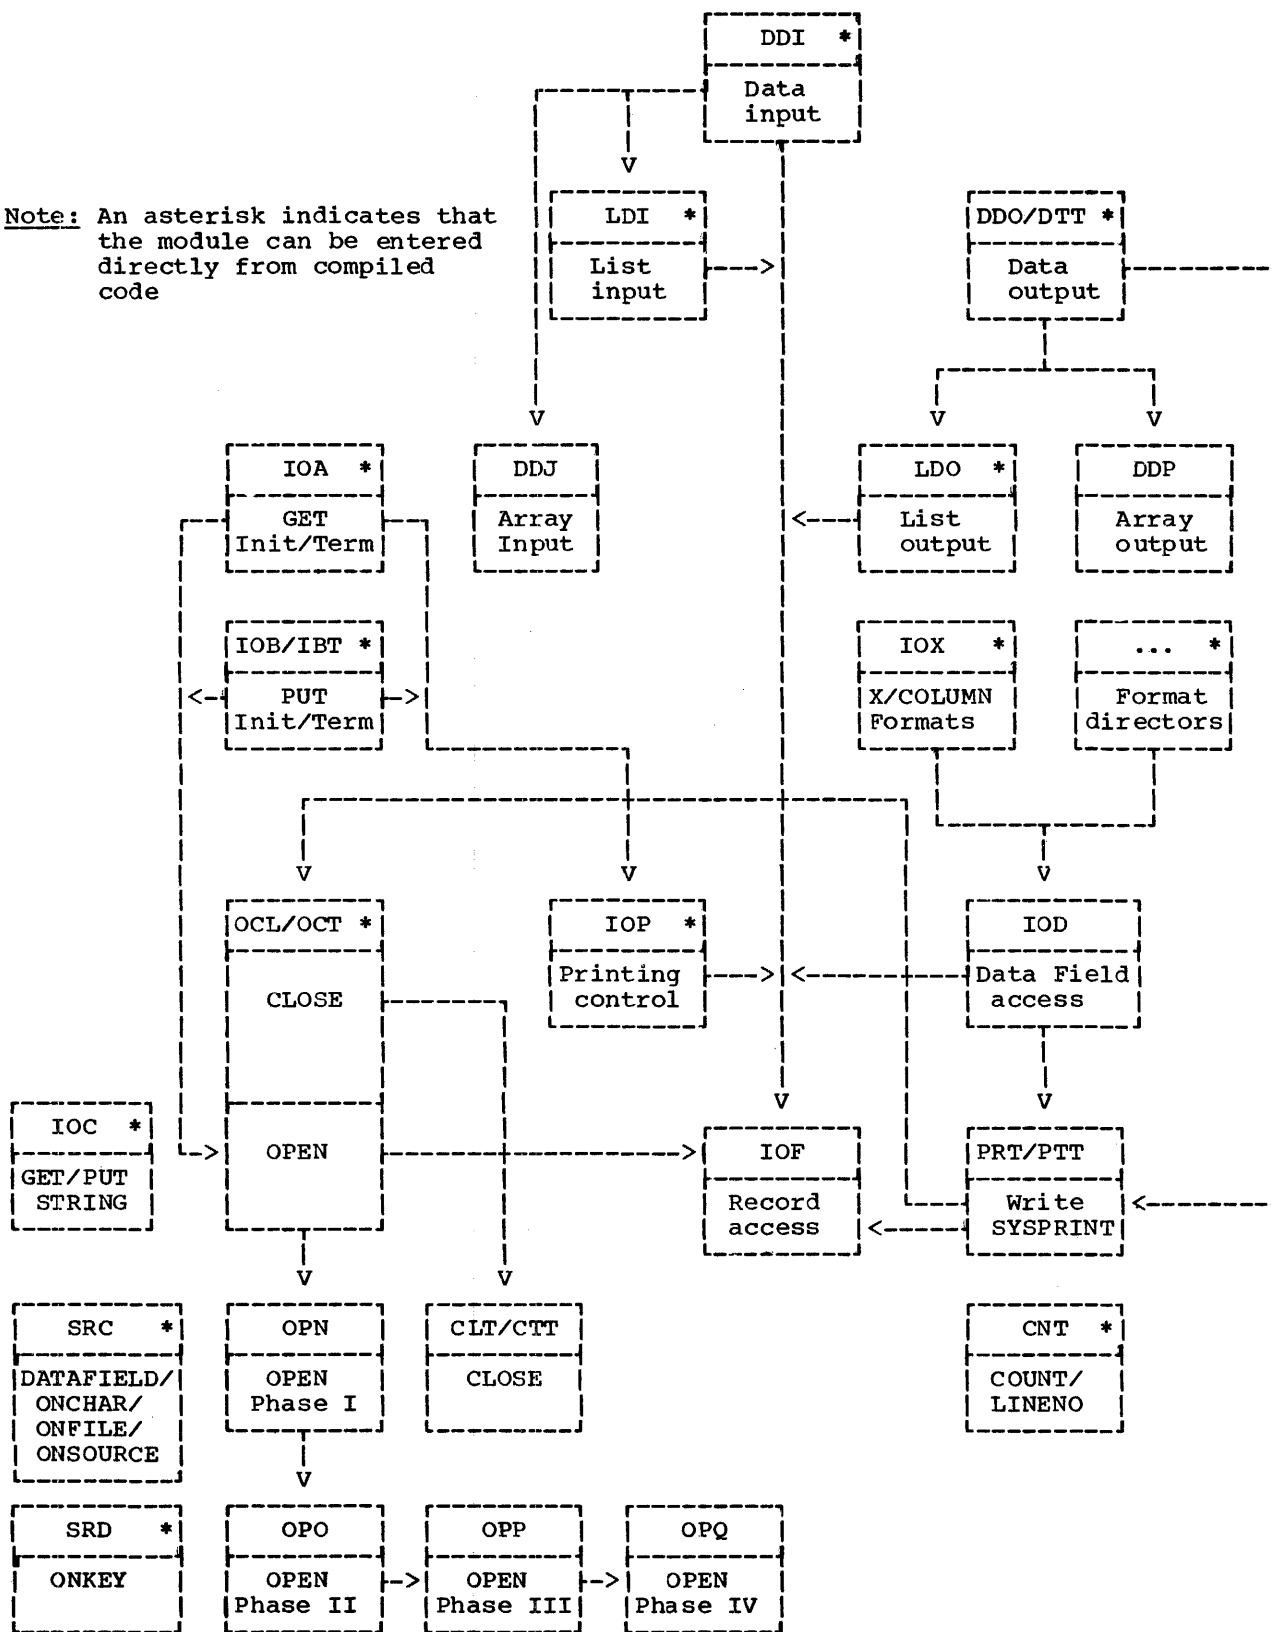 DDI *
Data
input
Note: An asterisk indicates that
the module can be entered
directly from compiled
code
LDI *
List
input
DDO/DTT *
Data
output
IOA *
GET
Init/Term
DDJ
Array
Input
LDO *
List
output
DDP
Array
output
IOB/IBT *
PUT
Init/Term
IOX *
X/COLUMN
Formats
... *
Format
directors
OCL/OCT *
CLOSE
OPEN
IOP *
Printing
control
IOD
Data Field
access
IOC *
GET/PUT
STRING
IOF
Record
access
PRT/PTT
Write
SYSPRINT
SRC *
DATAFIELD/
ONCHAR/
ONFILE/
ONSOURCE
OPN
OPEN
Phase I
CLT/CTT
CLOSE
CNT *
COUNT/
LINENO
SRD *
ONKEY
OPO
OPEN
Phase II
OPP
OPEN
Phase III
OPQ
OPEN
Phase IV